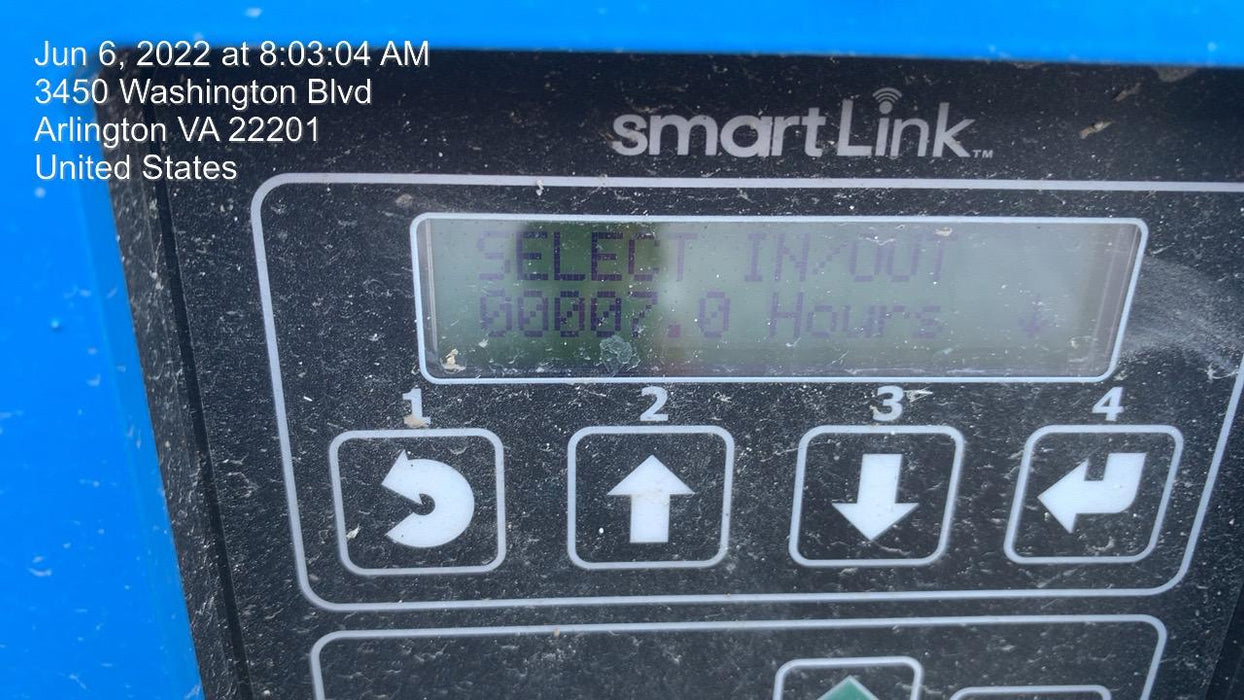 Jun 6, 2022 at 8:03:04 AM
3450 Washington Blvd
Arlington VA 22201
United States
smartLink™
SELECT IN/OUT
00007.0 Hours ↓
1 2 3 4